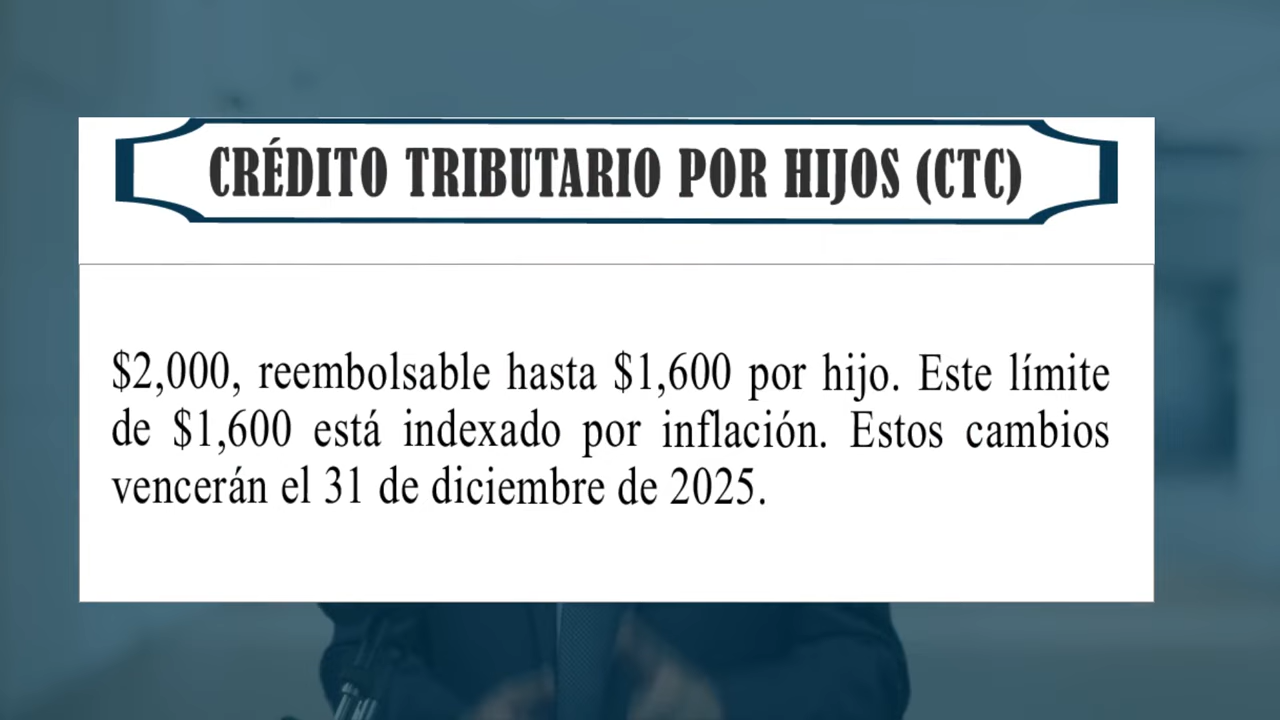 CRÉDITO TRIBUTARIO POR HIJOS (CTC)
$2,000, reembolsable hasta $1,600 por hijo. Este límite
de $1,600 está indexado por inflación. Estos cambios
vencerán el 31 de diciembre de 2025.